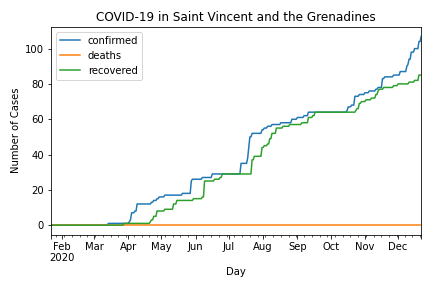 COVID-19 in Saint Vincent and the Grenadines
confirmed
deaths
recovered
Number of Cases
100
80
60
40
20
0
Feb Mar Apr May Jun Jul Aug Sep Oct Nov Dec
2020
Day